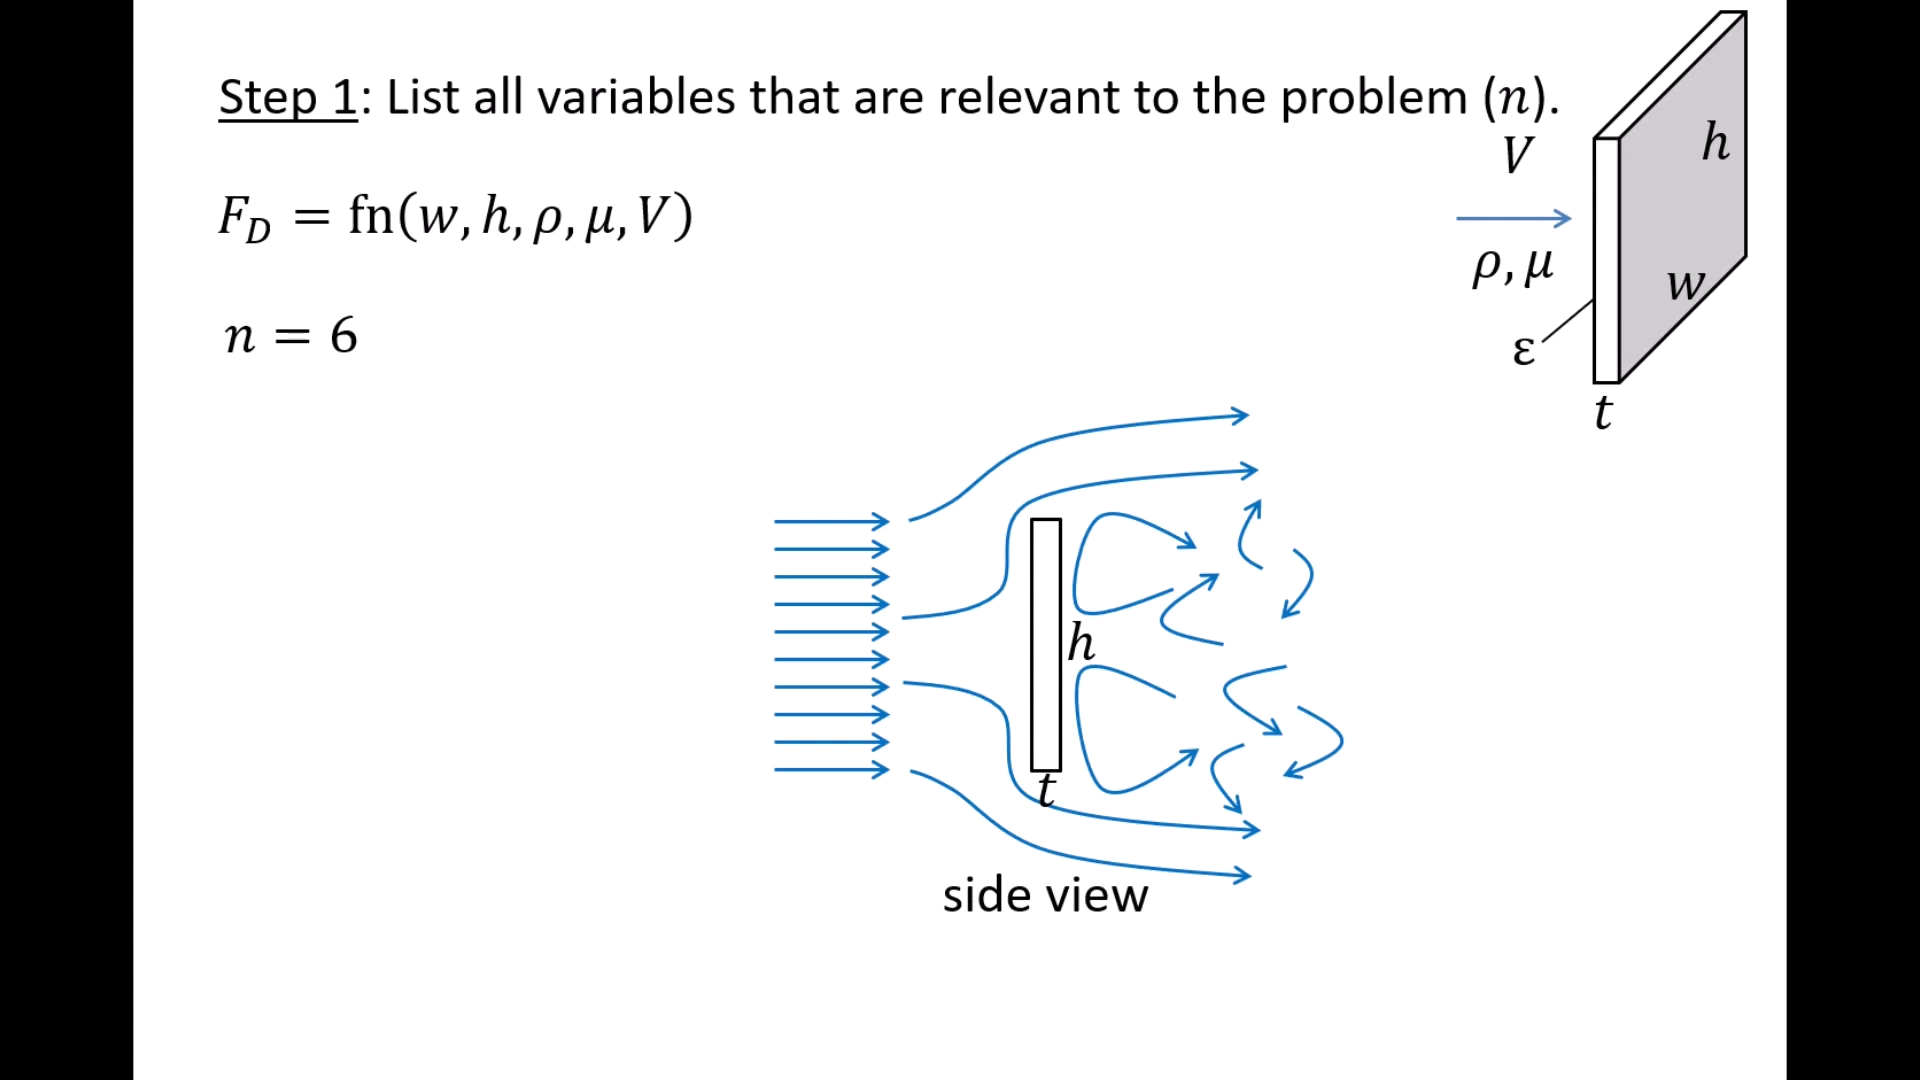 Step 1: List all variables that are relevant to the problem (n).
V
h
F_D = fn(w, h, ρ, μ, V)
ρ, μ
w
n = 6
ε
t
h
t
side view